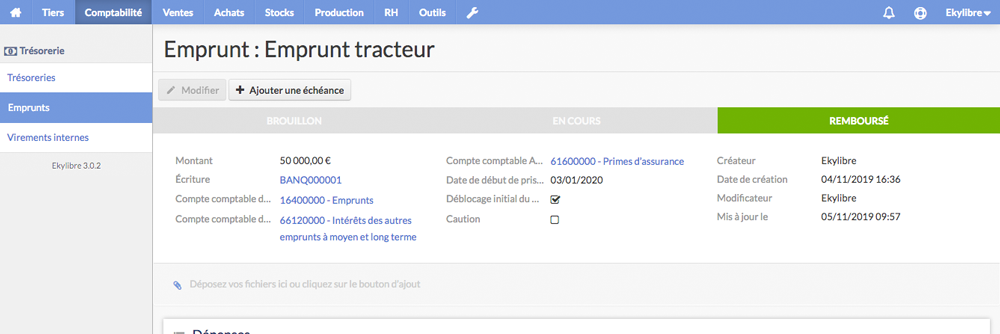 Tiers Comptabilité Ventes Achats Stocks Production RH Outils Ekylibre
Trésorerie
Trésoreries
Emprunts
Virements internes
Ekylibre 3.0.2
Emprunt : Emprunt tracteur
Modifier Ajouter une échéance
BROUILLON EN COURS REMBOURSÉ
Montant 50 000,00 €
Écriture BANQ000001
Compte comptable d... 16400000 - Emprunts
Compte comptable d... 66120000 - Intérêts des autres
emprunts à moyen et long terme
Compte comptable A... 61600000 - Primes d'assurance
Date de début de pris... 03/01/2020
Déblocage initial du ...
Caution
Créateur Ekylibre
Date de création 04/11/2019 16:36
Modificateur Ekylibre
Mis à jour le 05/11/2019 09:57
Déposez vos fichiers ici ou cliquez sur le bouton d'ajout
Dépenses